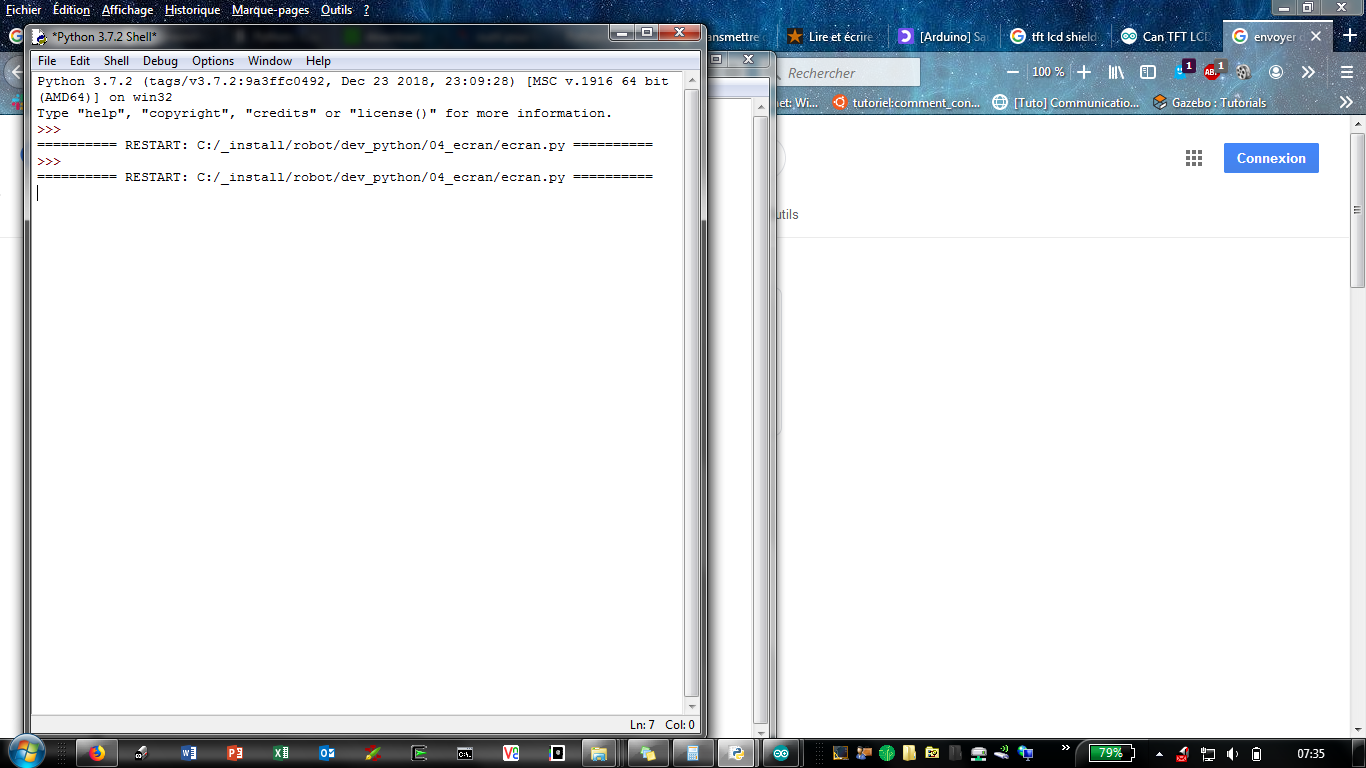 Fichier Édition Affichage Historique Marque-pages Outils ?
*Python 3.7.2 Shell*
Lire et écrire
[Arduino] Sa
tft lcd shield
Can TFT LCD
envoyer
File Edit Shell Debug Options Window Help
Rechercher
100 %
1
1
Python 3.7.2 (tags/v3.7.2:9a3ffc0492, Dec 23 2018, 23:09:28) [MSC v.1916 64 bit
(AMD64)] on win32
Type "help", "copyright", "credits" or "license()" for more information.
>>>
========== RESTART: C:/_install/robot/dev_python/04_ecran/ecran.py ==========
>>>
========== RESTART: C:/_install/robot/dev_python/04_ecran/ecran.py ==========
net; Wi...
tutoriel:comment_con...
[Tuto] Communicatio...
Gazebo : Tutorials
Connexion
utils
Ln: 7 Col: 0
79%
07:35